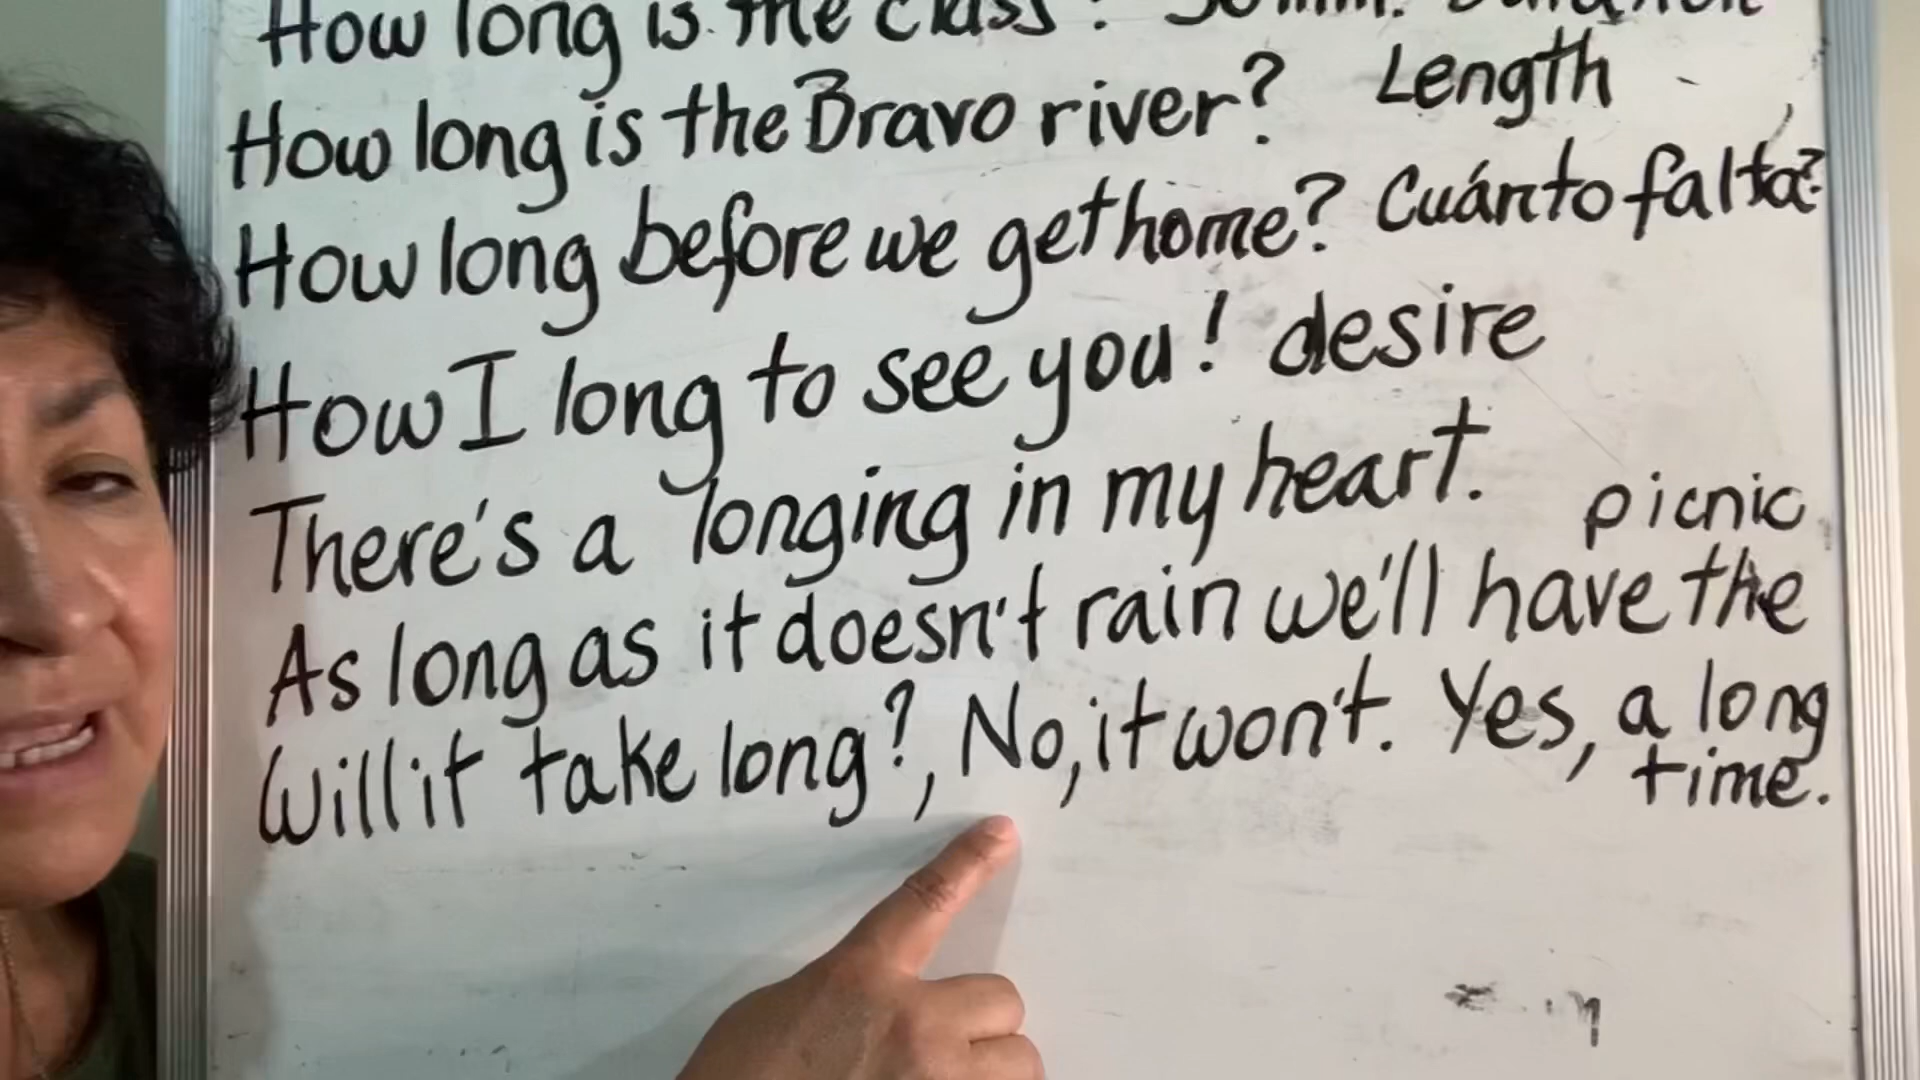 How long is the class?
How long is the Bravo river? Length
How long before we get home? Cuánto falta?
How I long to see you! desire
There's a longing in my heart.
picnic
As long as it doesn't rain we'll have the
Will it take long?, No, it won't. Yes, a long
time.